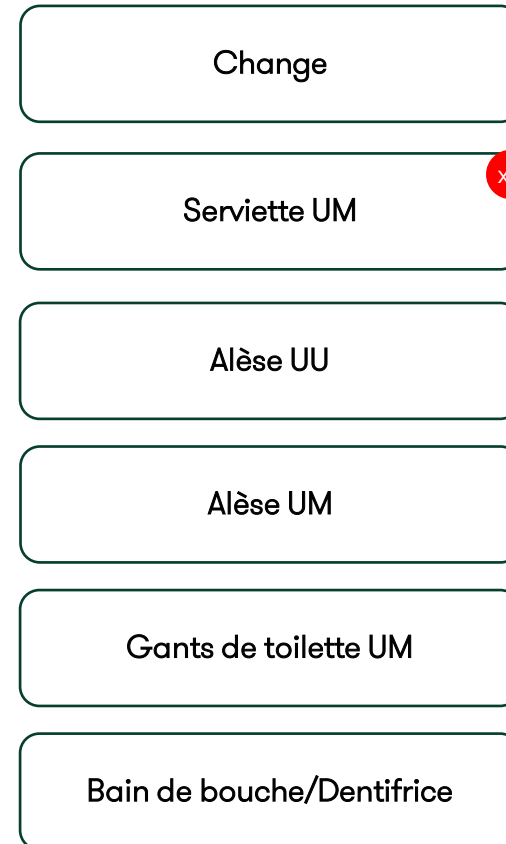 Change
x
Serviette UM
Alèse UU
Alèse UM
Gants de toilette UM
Bain de bouche/Dentifrice